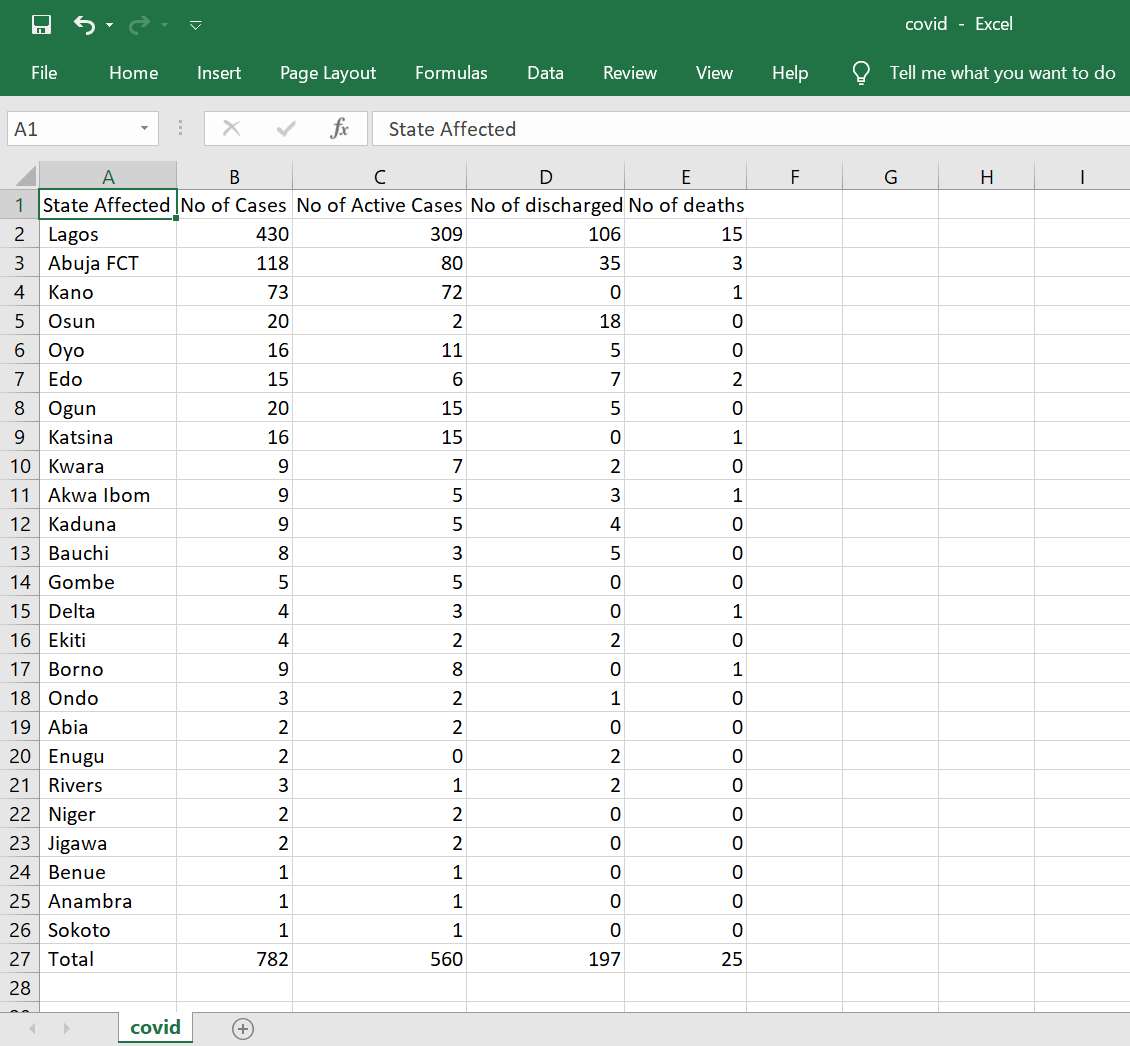 covid - Excel
File Home Insert Page Layout Formulas Data Review View Help Tell me what you want to do
A1 fx State Affected
A B C D E F G H I
1 State Affected No of Cases No of Active Cases No of discharged No of deaths
2 Lagos 430 309 106 15
3 Abuja FCT 118 80 35 3
4 Kano 73 72 0 1
5 Osun 20 2 18 0
6 Oyo 16 11 5 0
7 Edo 15 6 7 2
8 Ogun 20 15 5 0
9 Katsina 16 15 0 1
10 Kwara 9 7 2 0
11 Akwa Ibom 9 5 3 1
12 Kaduna 9 5 4 0
13 Bauchi 8 3 5 0
14 Gombe 5 5 0 0
15 Delta 4 3 0 1
16 Ekiti 4 2 2 0
17 Borno 9 8 0 1
18 Ondo 3 2 1 0
19 Abia 2 2 0 0
20 Enugu 2 0 2 0
21 Rivers 3 1 2 0
22 Niger 2 2 0 0
23 Jigawa 2 2 0 0
24 Benue 1 1 0 0
25 Anambra 1 1 0 0
26 Sokoto 1 1 0 0
27 Total 782 560 197 25
28
covid